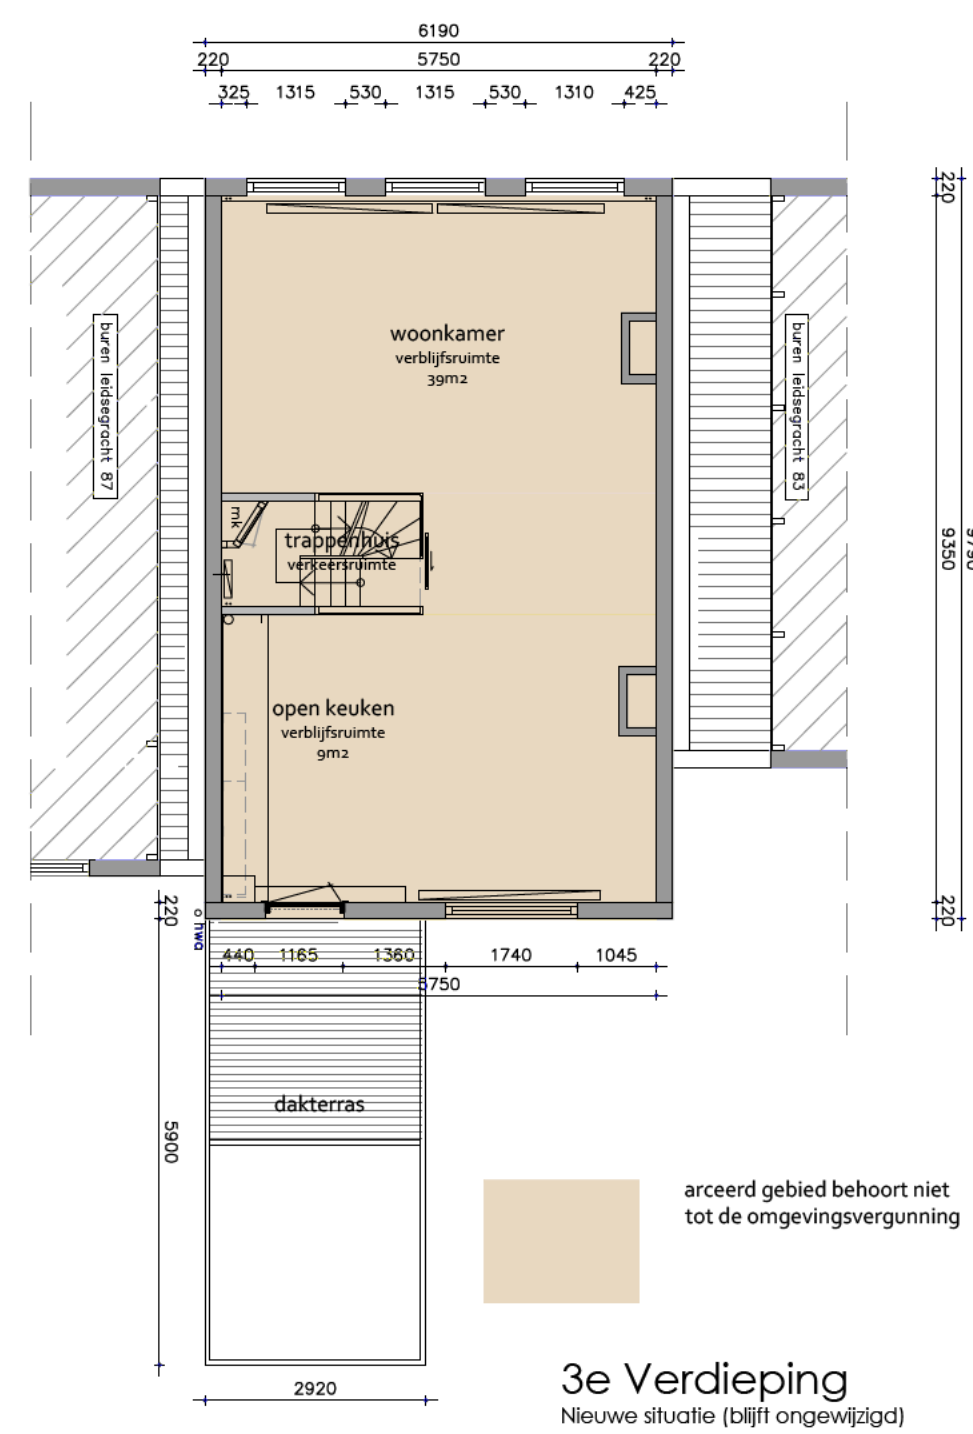 6190
220 5750 220
325 1315 530 1315 530 1310 425
220
woonkamer
verblijfsruimte
39m2
buren leidsegracht 87
buren leidsegracht 83
mk
trappenhuis
verkeersruimte
9350
open keuken
verblijfsruimte
9m2
220
hwa
220
440 1165 1360 1740 1045
5750
dakterras
5900
arceerd gebied behoort niet
tot de omgevingsvergunning
2920
3e Verdieping
Nieuwe situatie (blijft ongewijzigd)